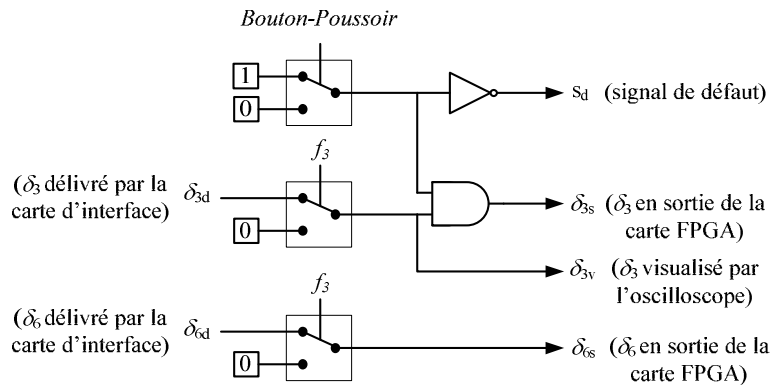 Bouton-Poussoir
1
0
s_d (signal de défaut)
f_3
(δ_3 délivré par la
carte d'interface)
δ_3d
0
δ_3s (δ_3 en sortie de la
carte FPGA)
δ_3v (δ_3 visualisé par
l'oscilloscope)
f_3
(δ_6 délivré par la
carte d'interface)
δ_6d
0
δ_6s (δ_6 en sortie de la
carte FPGA)